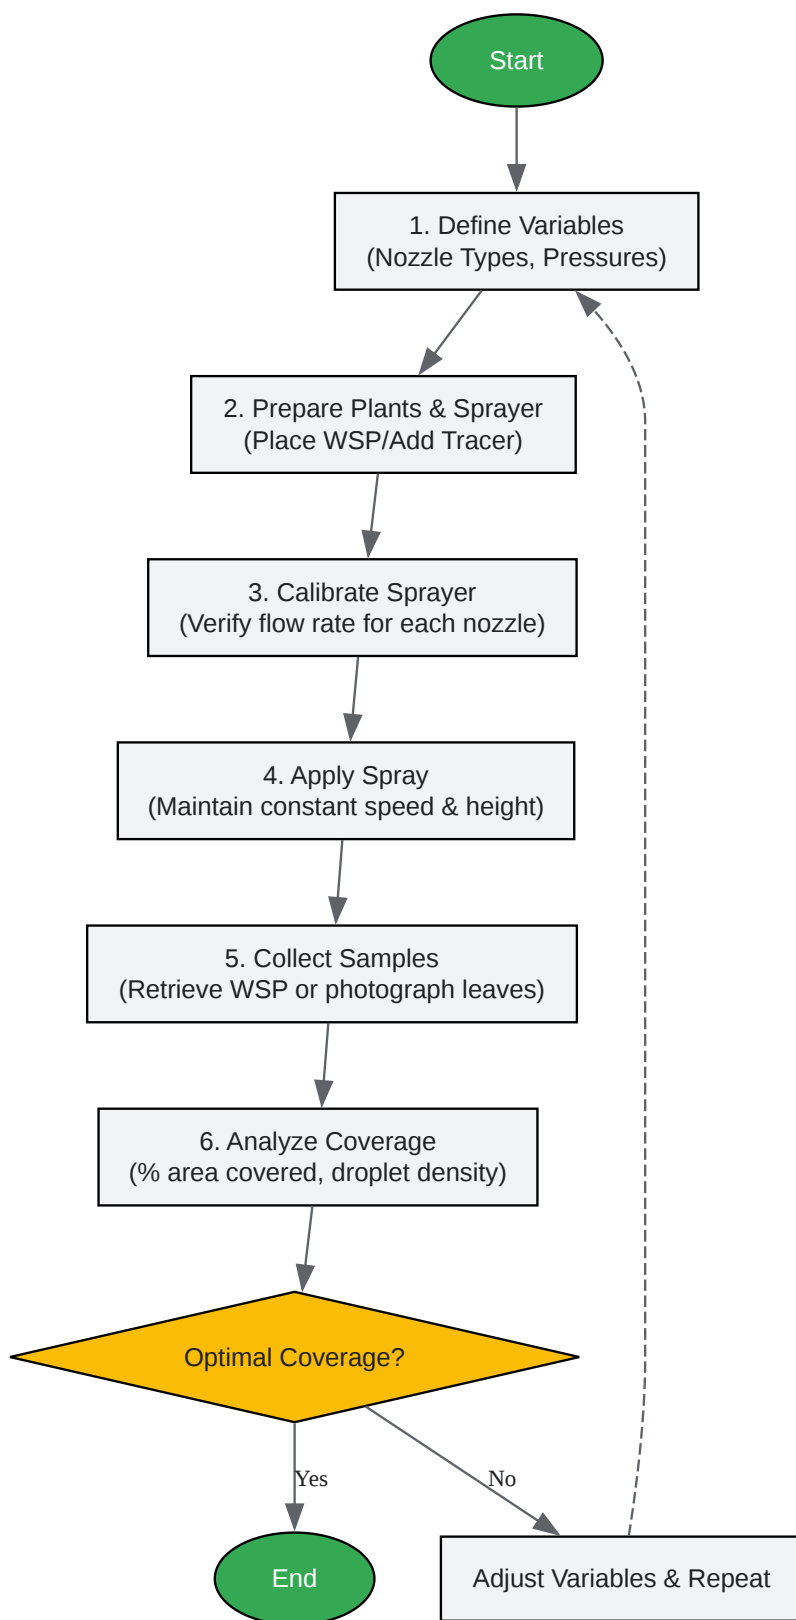 Start
1. Define Variables
(Nozzle Types, Pressures)
2. Prepare Plants & Sprayer
(Place WSP/Add Tracer)
3. Calibrate Sprayer
(Verify flow rate for each nozzle)
4. Apply Spray
(Maintain constant speed & height)
5. Collect Samples
(Retrieve WSP or photograph leaves)
6. Analyze Coverage
(% area covered, droplet density)
Optimal Coverage?
Yes
No
End
Adjust Variables & Repeat